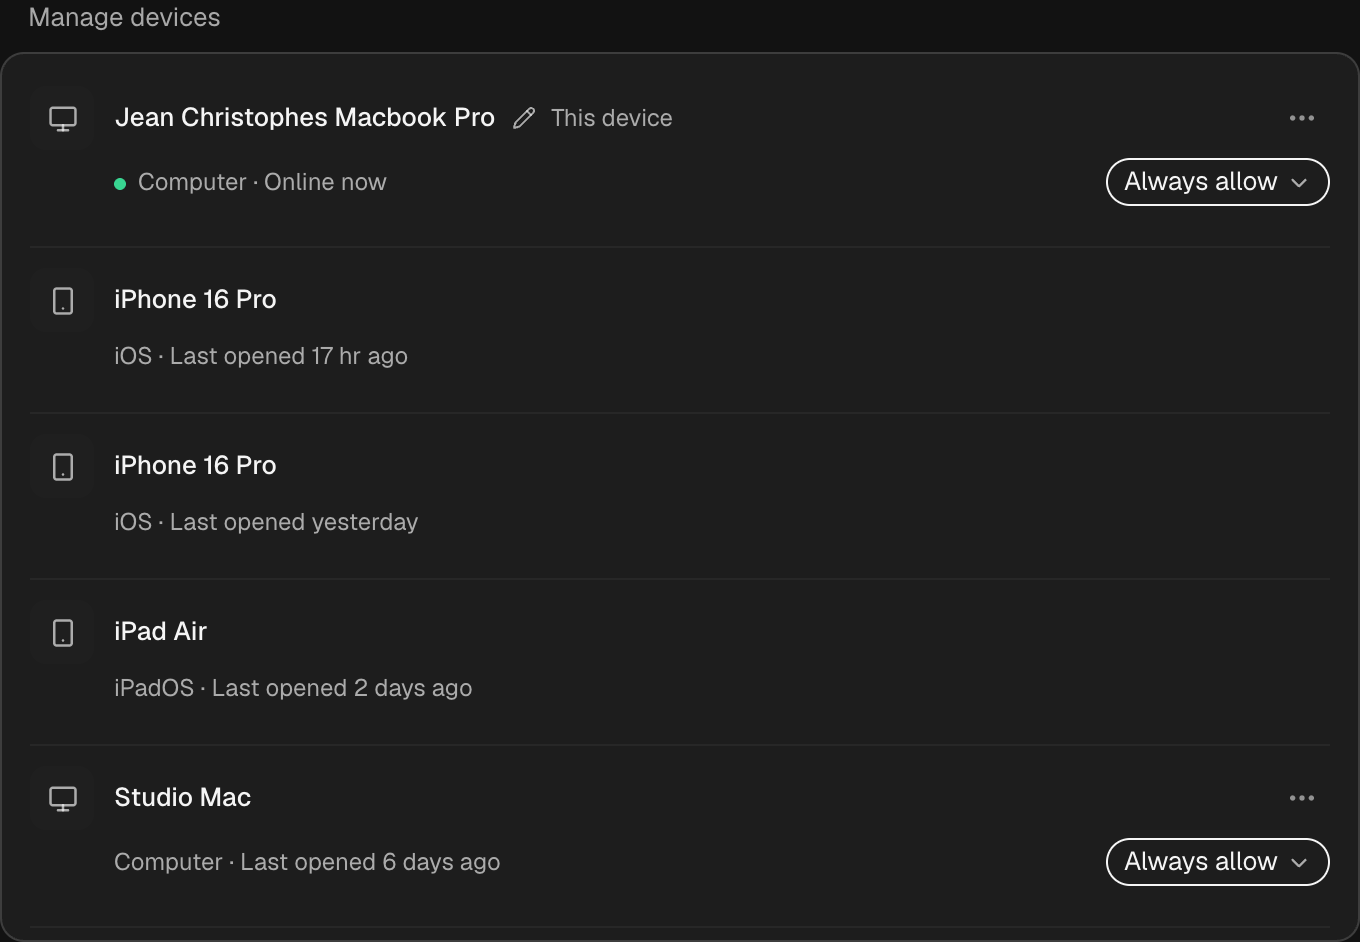 Manage devices
Jean Christophes Macbook Pro This device
Computer · Online now
Always allow
iPhone 16 Pro
iOS · Last opened 17 hr ago
iPhone 16 Pro
iOS · Last opened yesterday
iPad Air
iPadOS · Last opened 2 days ago
Studio Mac
Computer · Last opened 6 days ago
Always allow